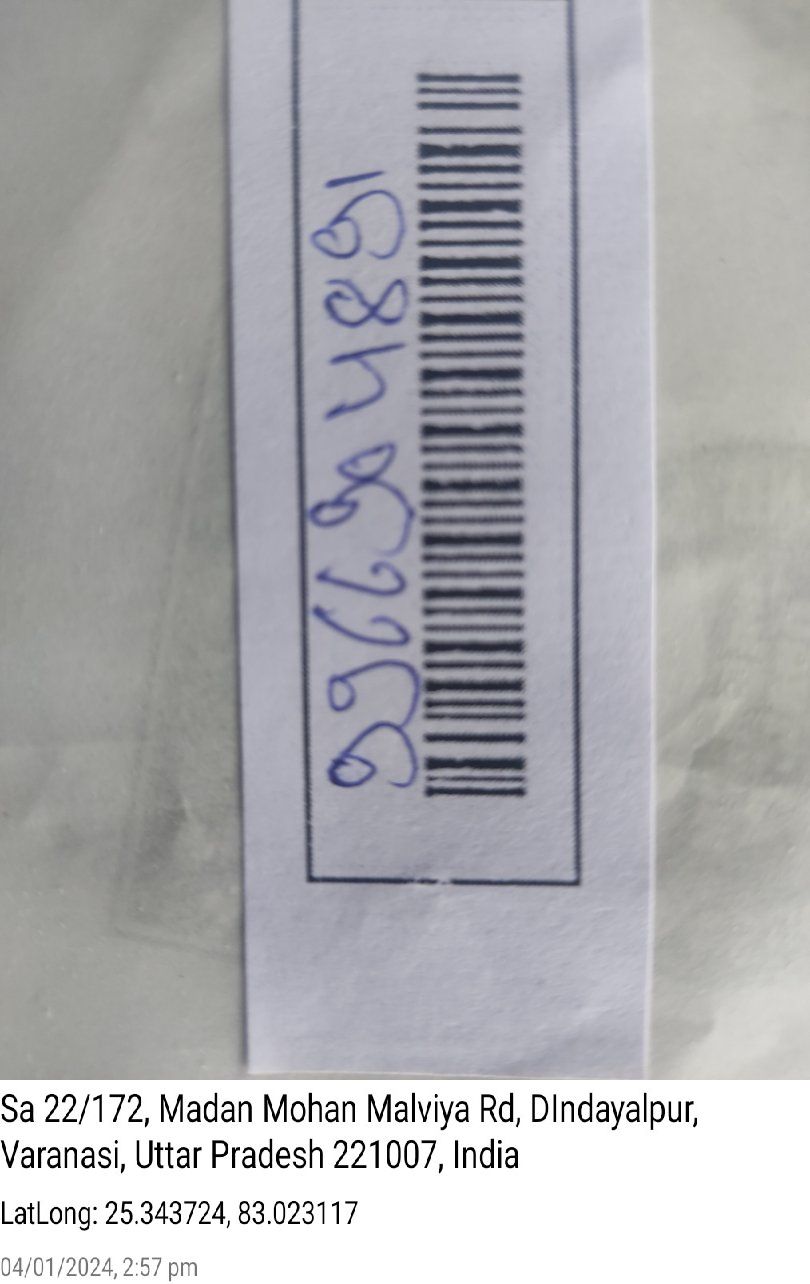 9966904891
Sa 22/172, Madan Mohan Malviya Rd, DIndayalpur,
Varanasi, Uttar Pradesh 221007, India
LatLong: 25.343724, 83.023117
04/01/2024, 2:57 pm